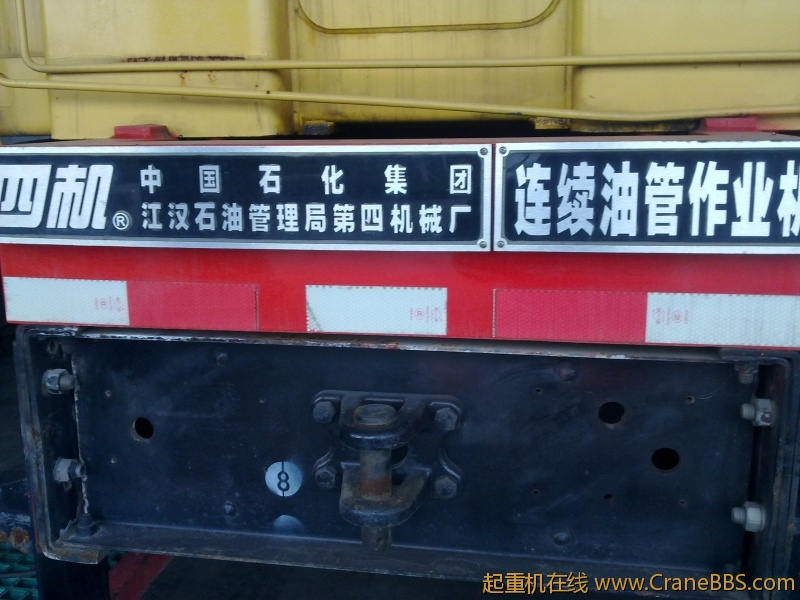 四机®
中国石化集团
江汉石油管理局第四机械厂
连续油管作业机
8
起重机在线 www.CraneBBS.com